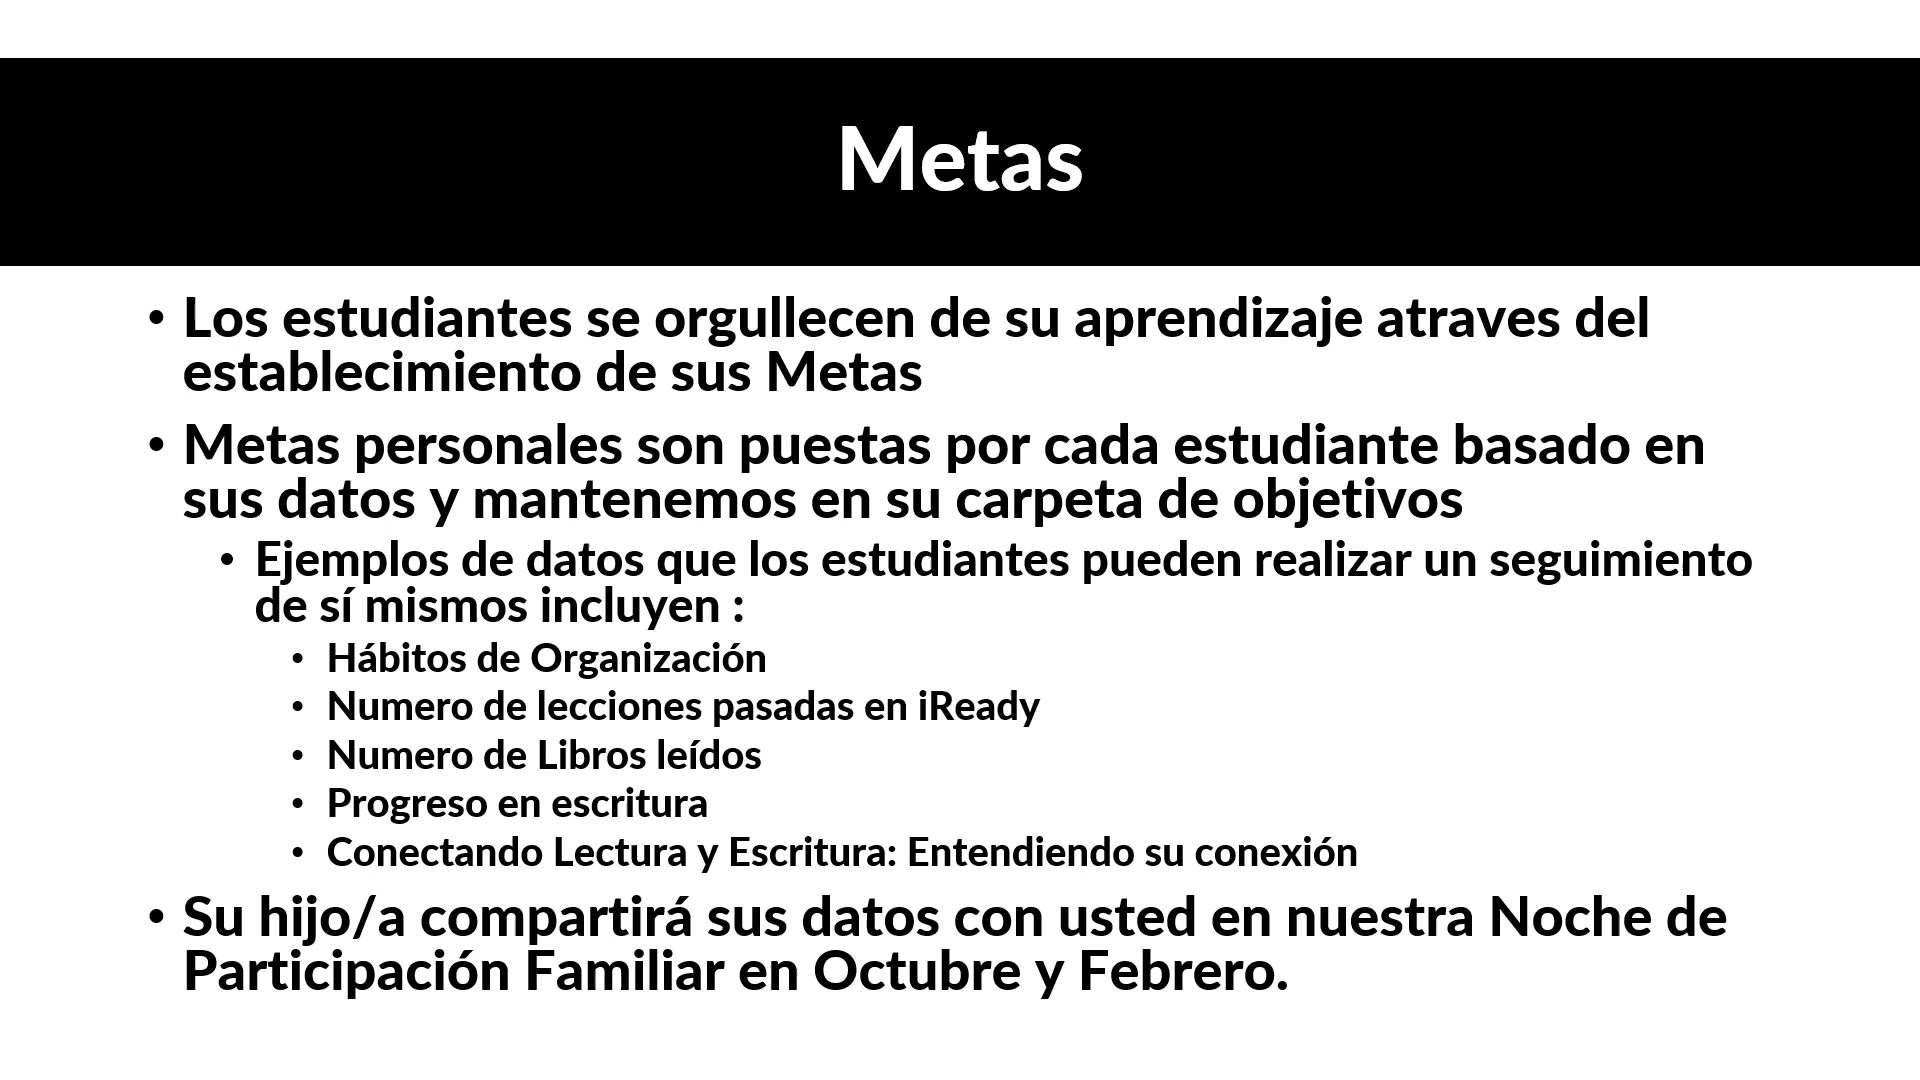 Metas
• Los estudiantes se orgullecen de su aprendizaje atraves del
establecimiento de sus Metas
• Metas personales son puestas por cada estudiante basado en
sus datos y mantenemos en su carpeta de objetivos
• Ejemplos de datos que los estudiantes pueden realizar un seguimiento
de sí mismos incluyen :
• Hábitos de Organización
• Numero de lecciones pasadas en iReady
• Numero de Libros leídos
• Progreso en escritura
• Conectando Lectura y Escritura: Entendiendo su conexión
• Su hijo/a compartirá sus datos con usted en nuestra Noche de
Participación Familiar en Octubre y Febrero.